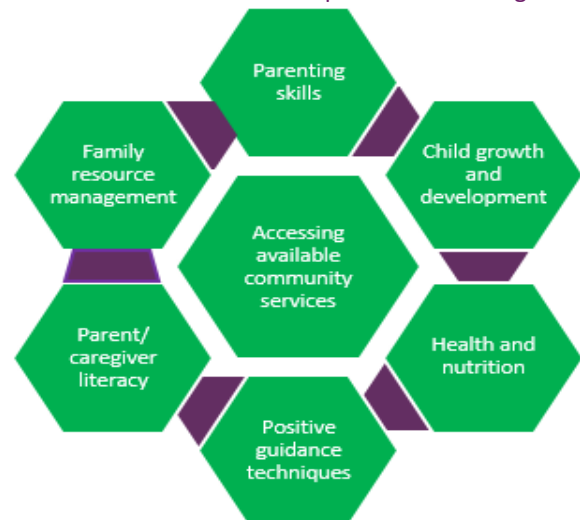 Parenting
skills
Child growth
and
development
Health and
nutrition
Positive
guidance
techniques
Parent/
caregiver
literacy
Family
resource
management
Accessing
available
community
services